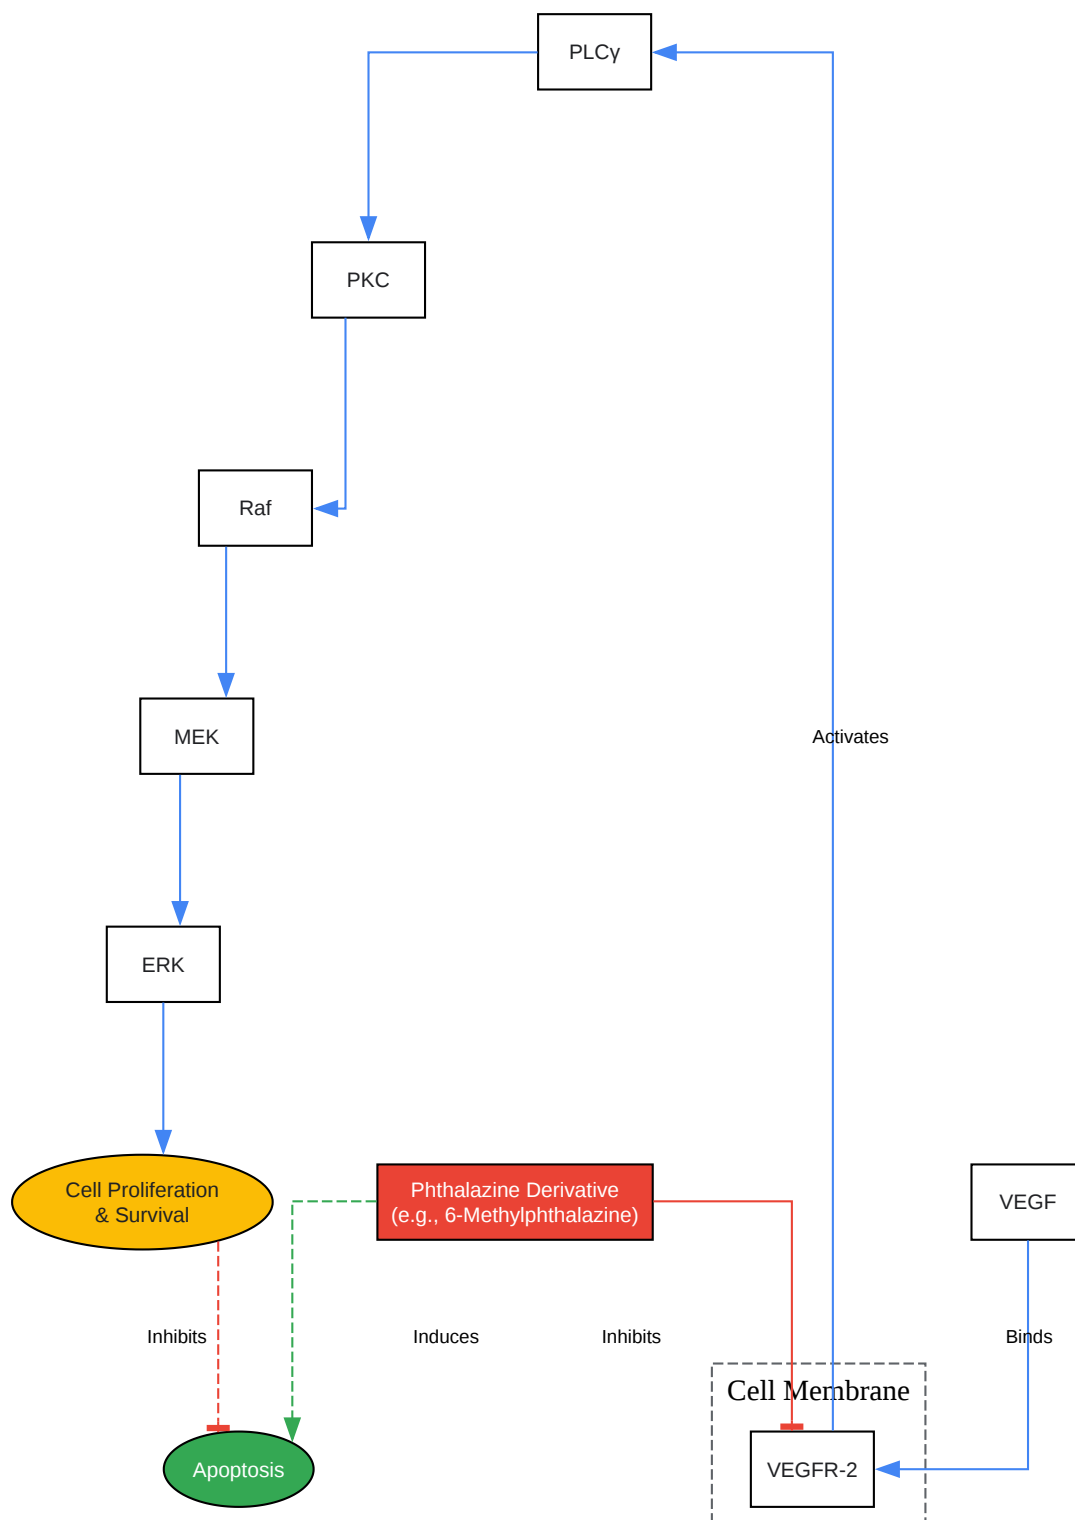 PLCγ
PKC
Raf
MEK
Activates
ERK
Cell Proliferation
& Survival
Phthalazine Derivative
(e.g., 6-Methylphthalazine)
VEGF
Inhibits
Induces
Inhibits
Binds
Cell Membrane
Apoptosis
VEGFR-2